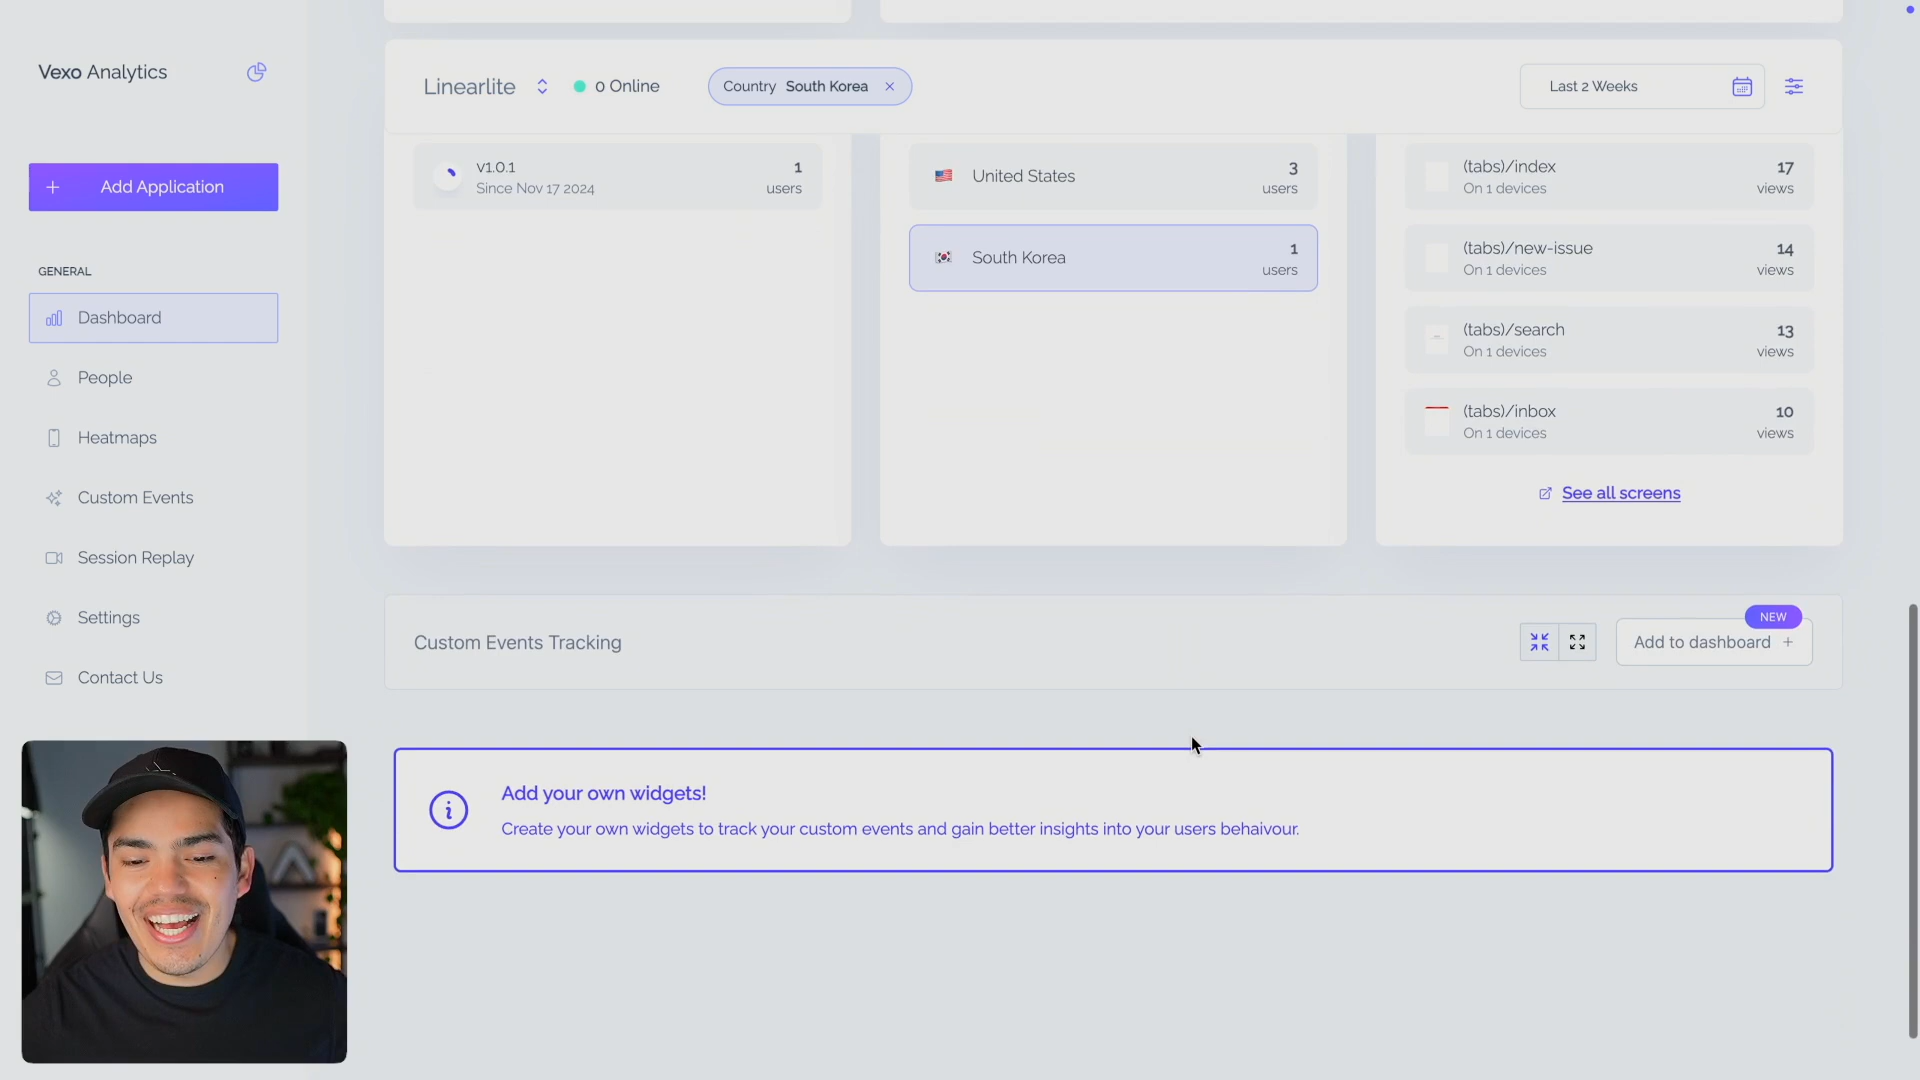 Vexo Analytics
Add Application
GENERAL
Dashboard
People
Heatmaps
Custom Events
Session Replay
Settings
Contact Us
Linearlite
0 Online
Country South Korea
Last 2 Weeks
v1.0.1
Since Nov 17 2024
1
users
United States
3
users
South Korea
1
users
(tabs)/index
On 1 devices
17
views
(tabs)/new-issue
On 1 devices
14
views
(tabs)/search
On 1 devices
13
views
(tabs)/inbox
On 1 devices
10
views
See all screens
Custom Events Tracking
NEW
Add to dashboard +
Add your own widgets!
Create your own widgets to track your custom events and gain better insights into your users behaivour.